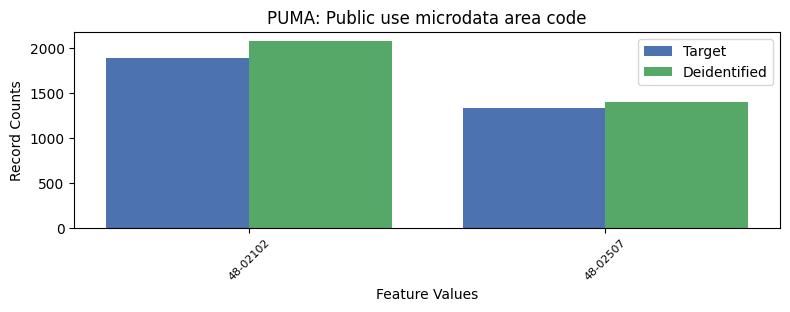 PUMA: Public use microdata area code
Target
Deidentified
Record Counts
2000
1500
1000
500
0
48-02102
48-02507
Feature Values